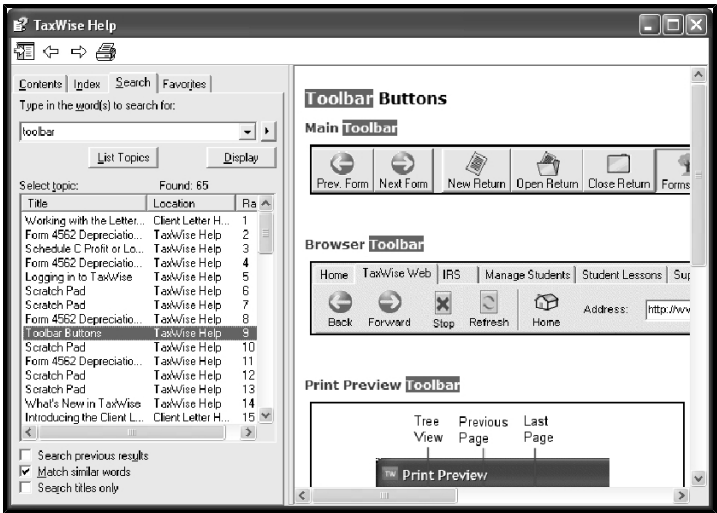 TaxWise Help
Contents Index Search Favorites
Type in the word(s) to search for:
toolbar
List Topics Display
Select topic: Found: 65
Title Location Ra
Working with the Letter... Client Letter H... 1
Form 4562 Depreciatio... TaxWise Help 2
Schedule C Profit or Lo... TaxWise Help 3
Form 4562 Depreciatio... TaxWise Help 4
Logging in to TaxWise TaxWise Help 5
Scratch Pad TaxWise Help 6
Scratch Pad TaxWise Help 7
Form 4562 Depreciatio... TaxWise Help 8
Toolbar Buttons TaxWise Help 9
Scratch Pad TaxWise Help 10
Form 4562 Depreciatio... TaxWise Help 11
Scratch Pad TaxWise Help 12
Scratch Pad TaxWise Help 13
What's New in TaxWise TaxWise Help 14
Introducing the Client L... Client Letter H... 15
Search previous results
Match similar words
Search titles only
Toolbar Buttons
Main Toolbar
Prev. Form Next Form New Return Open Return Close Return Forms
Browser Toolbar
Home TaxWise Web IRS Manage Students Student Lessons Sup
Back Forward Stop Refresh Home Address: http://ww
Print Preview Toolbar
Tree Previous Last
View Page Page
TW Print Preview